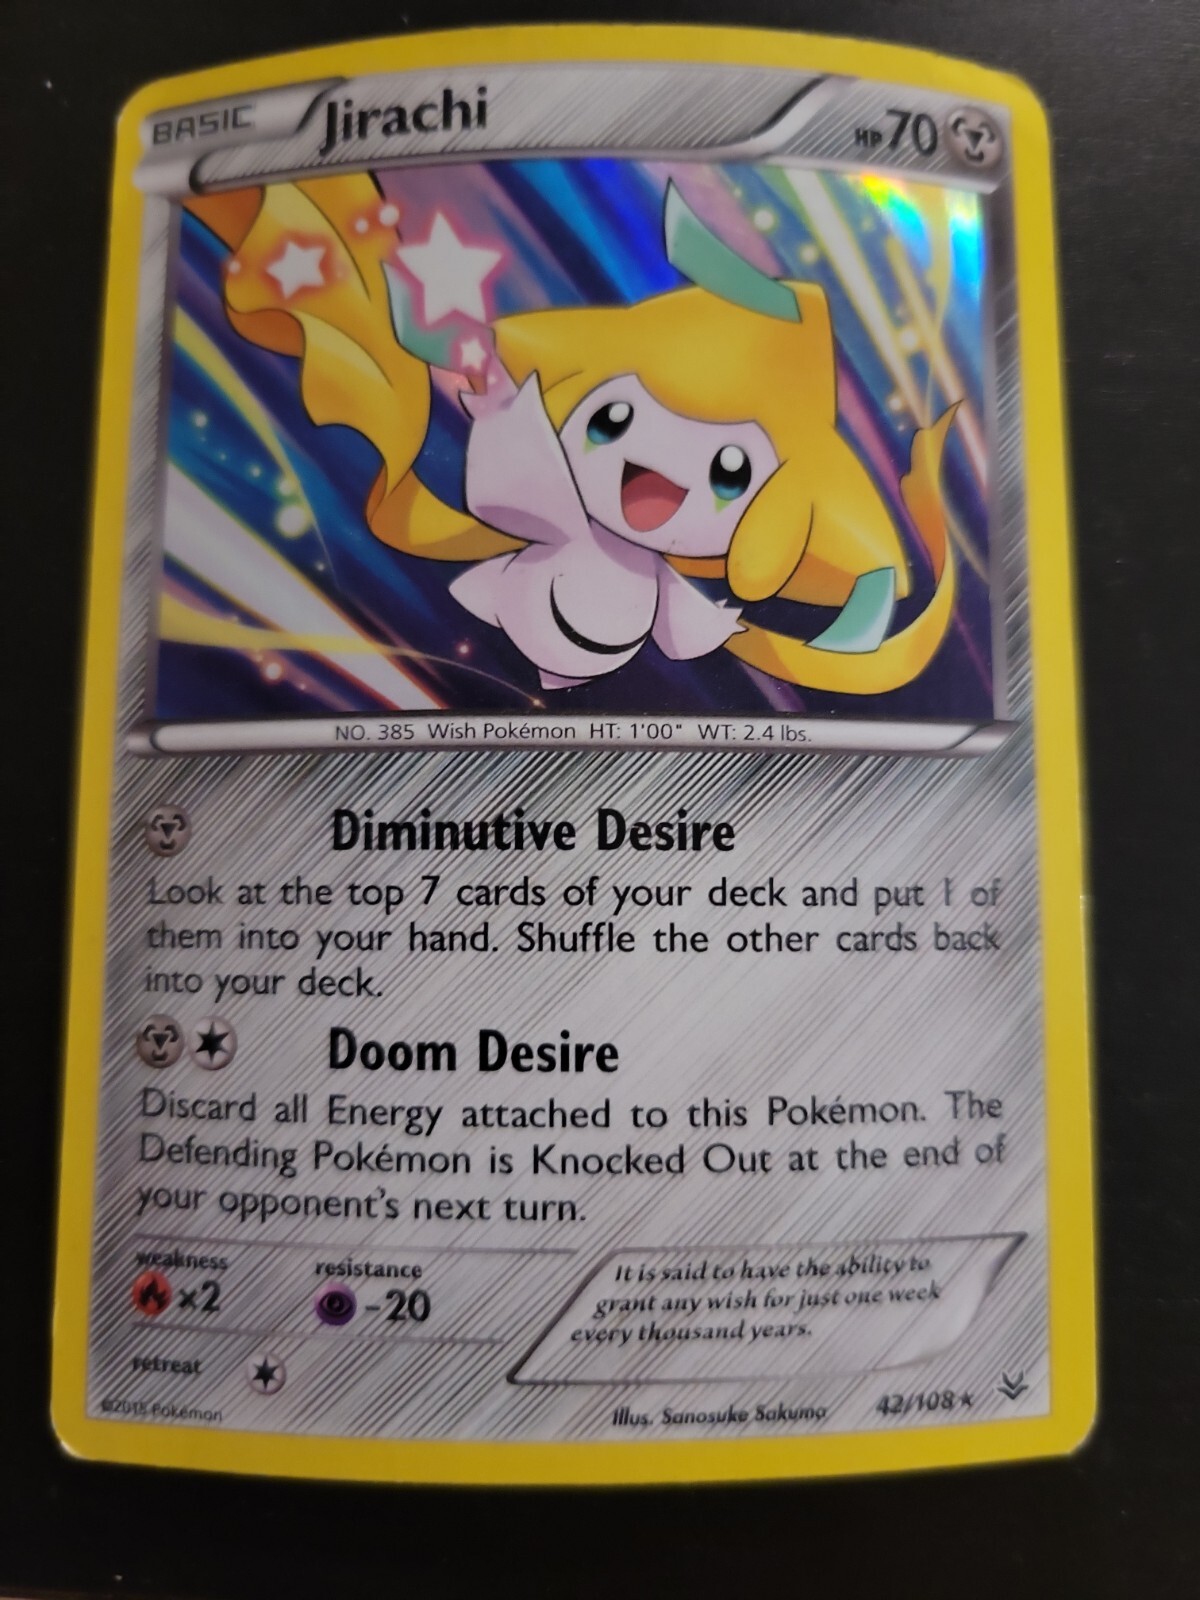 BASIC Jirachi HP 70
NO. 385 Wish Pokémon HT: 1'00" WT: 2.4 lbs.
Diminutive Desire
Look at the top 7 cards of your deck and put 1 of
them into your hand. Shuffle the other cards back
into your deck.
Doom Desire
Discard all Energy attached to this Pokémon. The
Defending Pokémon is Knocked Out at the end of
your opponent's next turn.
weakness resistance
×2 -20
retreat
It is said to have the ability to
grant any wish for just one week
every thousand years.
©2015 Pokémon Illus. Sanosuke Sakuma 42/108★